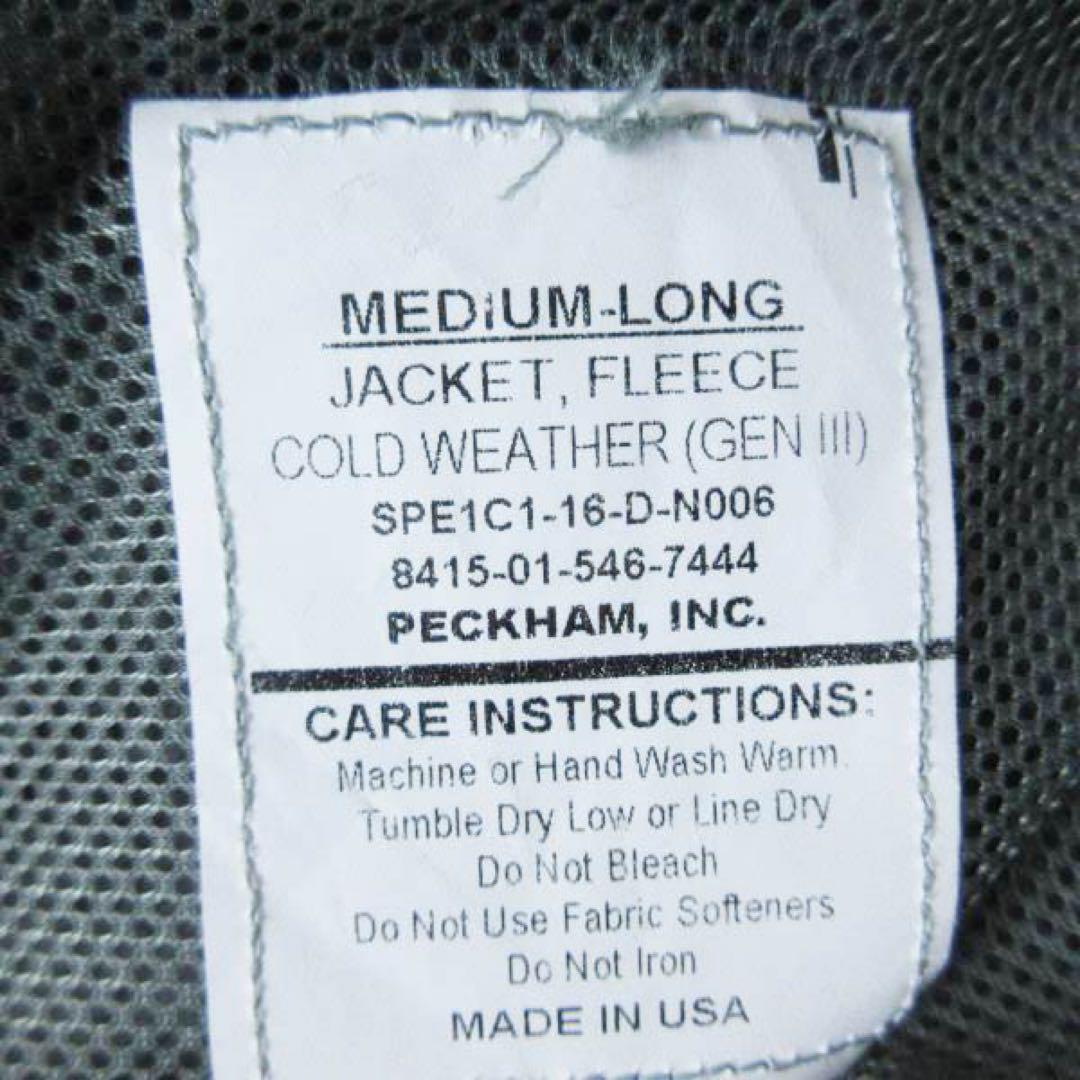 MEDIUM-LONG
JACKET, FLEECE
COLD WEATHER (GEN III)
SPE1C1-16-D-N006
8415-01-546-7444
PECKHAM, INC.
CARE INSTRUCTIONS:
Machine or Hand Wash Warm
Tumble Dry Low or Line Dry
Do Not Bleach
Do Not Use Fabric Softeners
Do Not Iron
MADE IN USA